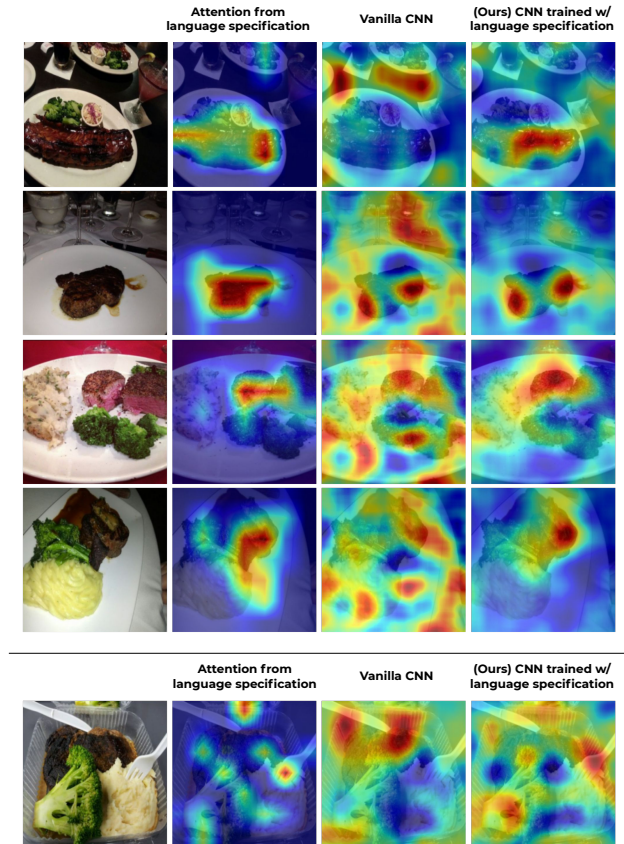 Attention from
language specification
Vanilla CNN
(Ours) CNN trained w/
language specification
Attention from
language specification
Vanilla CNN
(Ours) CNN trained w/
language specification